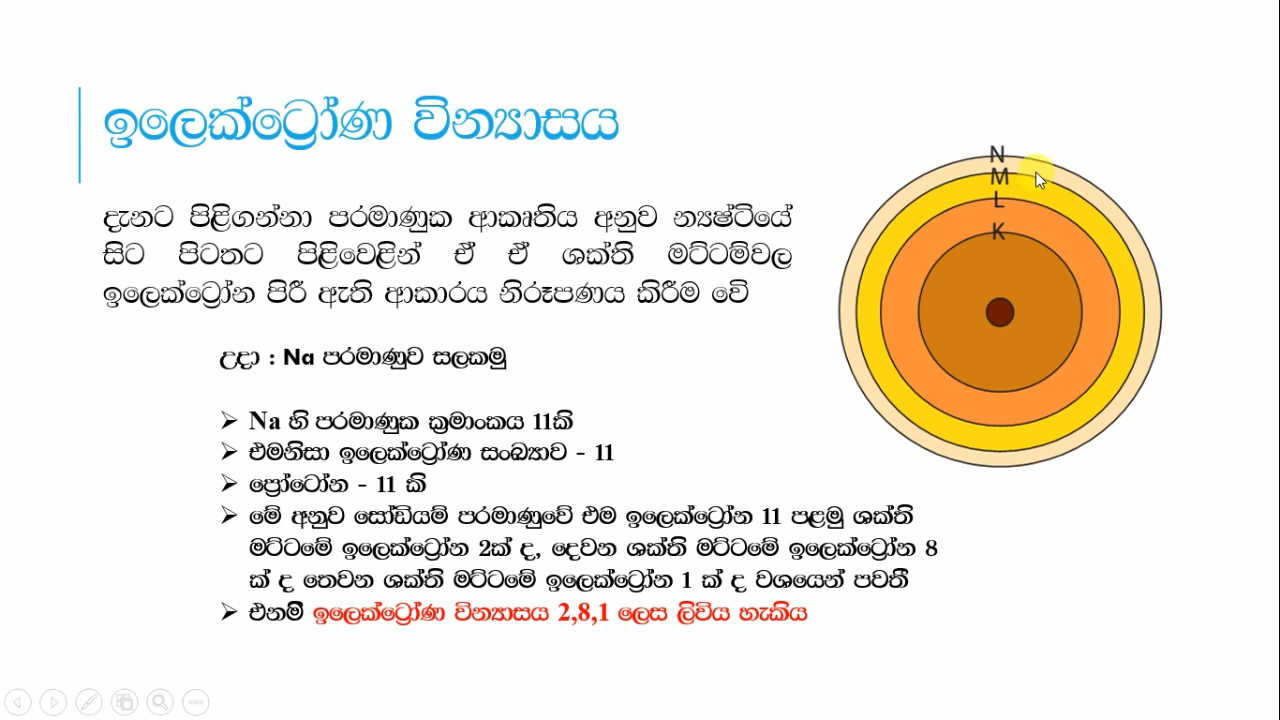 ඉලෙක්ට්‍රෝණ වින්‍යාසය
දැනට පිළිගන්නා පරමාණුක ආකෘතිය අනුව න්‍යෂ්ටියේ
සිට පිටතට පිළිවෙළින් ඒ ඒ ශක්ති මට්ටම්වල
ඉලෙක්ට්‍රෝන පිරී ඇති ආකාරය නිරූපණය කිරීම වේ
උදා : Na පරමාණුව සලකමු
➢ Na හි පරමාණුක ක්‍රමාංකය 11කි
➢ එමනිසා ඉලෙක්ට්‍රෝණ සංඛ්‍යාව - 11
➢ ප්‍රෝටෝන - 11 කි
➢ මේ අනුව සෝඩියම් පරමාණුවේ එම ඉලෙක්ට්‍රෝන 11 පළමු ශක්ති
මට්ටමේ ඉලෙක්ට්‍රෝන 2ක් ද, දෙවන ශක්ති මට්ටමේ ඉලෙක්ට්‍රෝන 8
ක් ද තෙවන ශක්ති මට්ටමේ ඉලෙක්ට්‍රෝන 1 ක් ද වශයෙන් පවතී
➢ එනම් ඉලෙක්ට්‍රෝණ වින්‍යාසය 2,8,1 ලෙස ලිවිය හැකිය
N
M
L
K